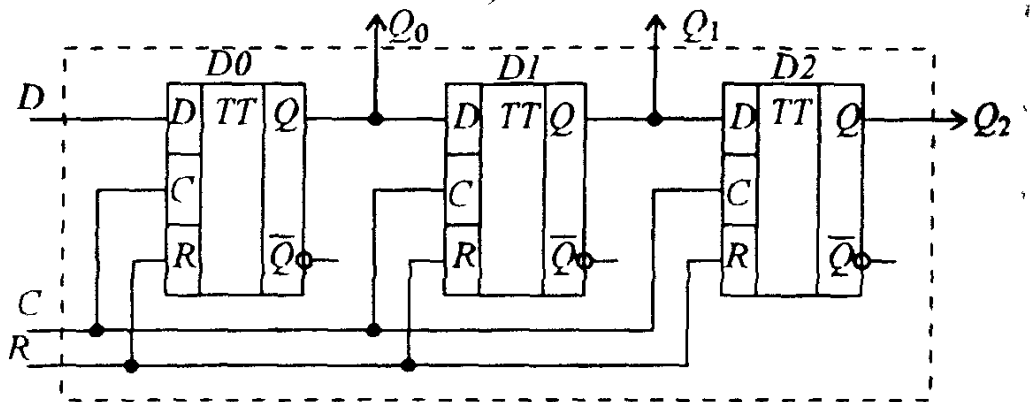 Q₀ Q₁
D0 D1 D2
D D TT Q D TT Q D TT Q Q₂
C C C
R Q̅ R Q̅ R Q̅
C
R